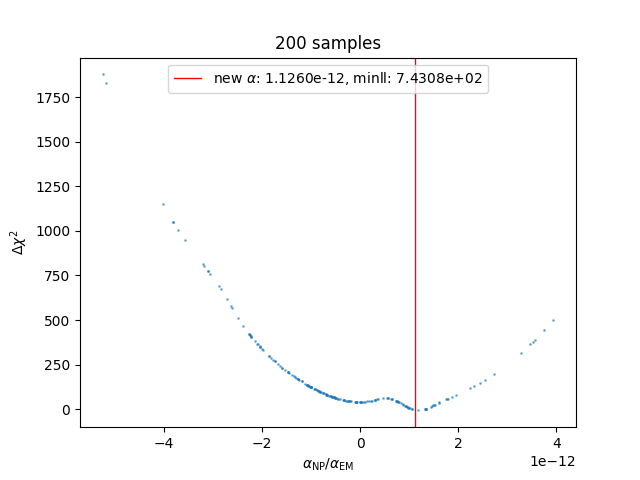 200 samples
new α: 1.1260e-12, minll: 7.4308e+02
Δχ²
1750
1500
1250
1000
750
500
250
0
−4 −2 0 2 4
1e−12
α_NP/α_EM